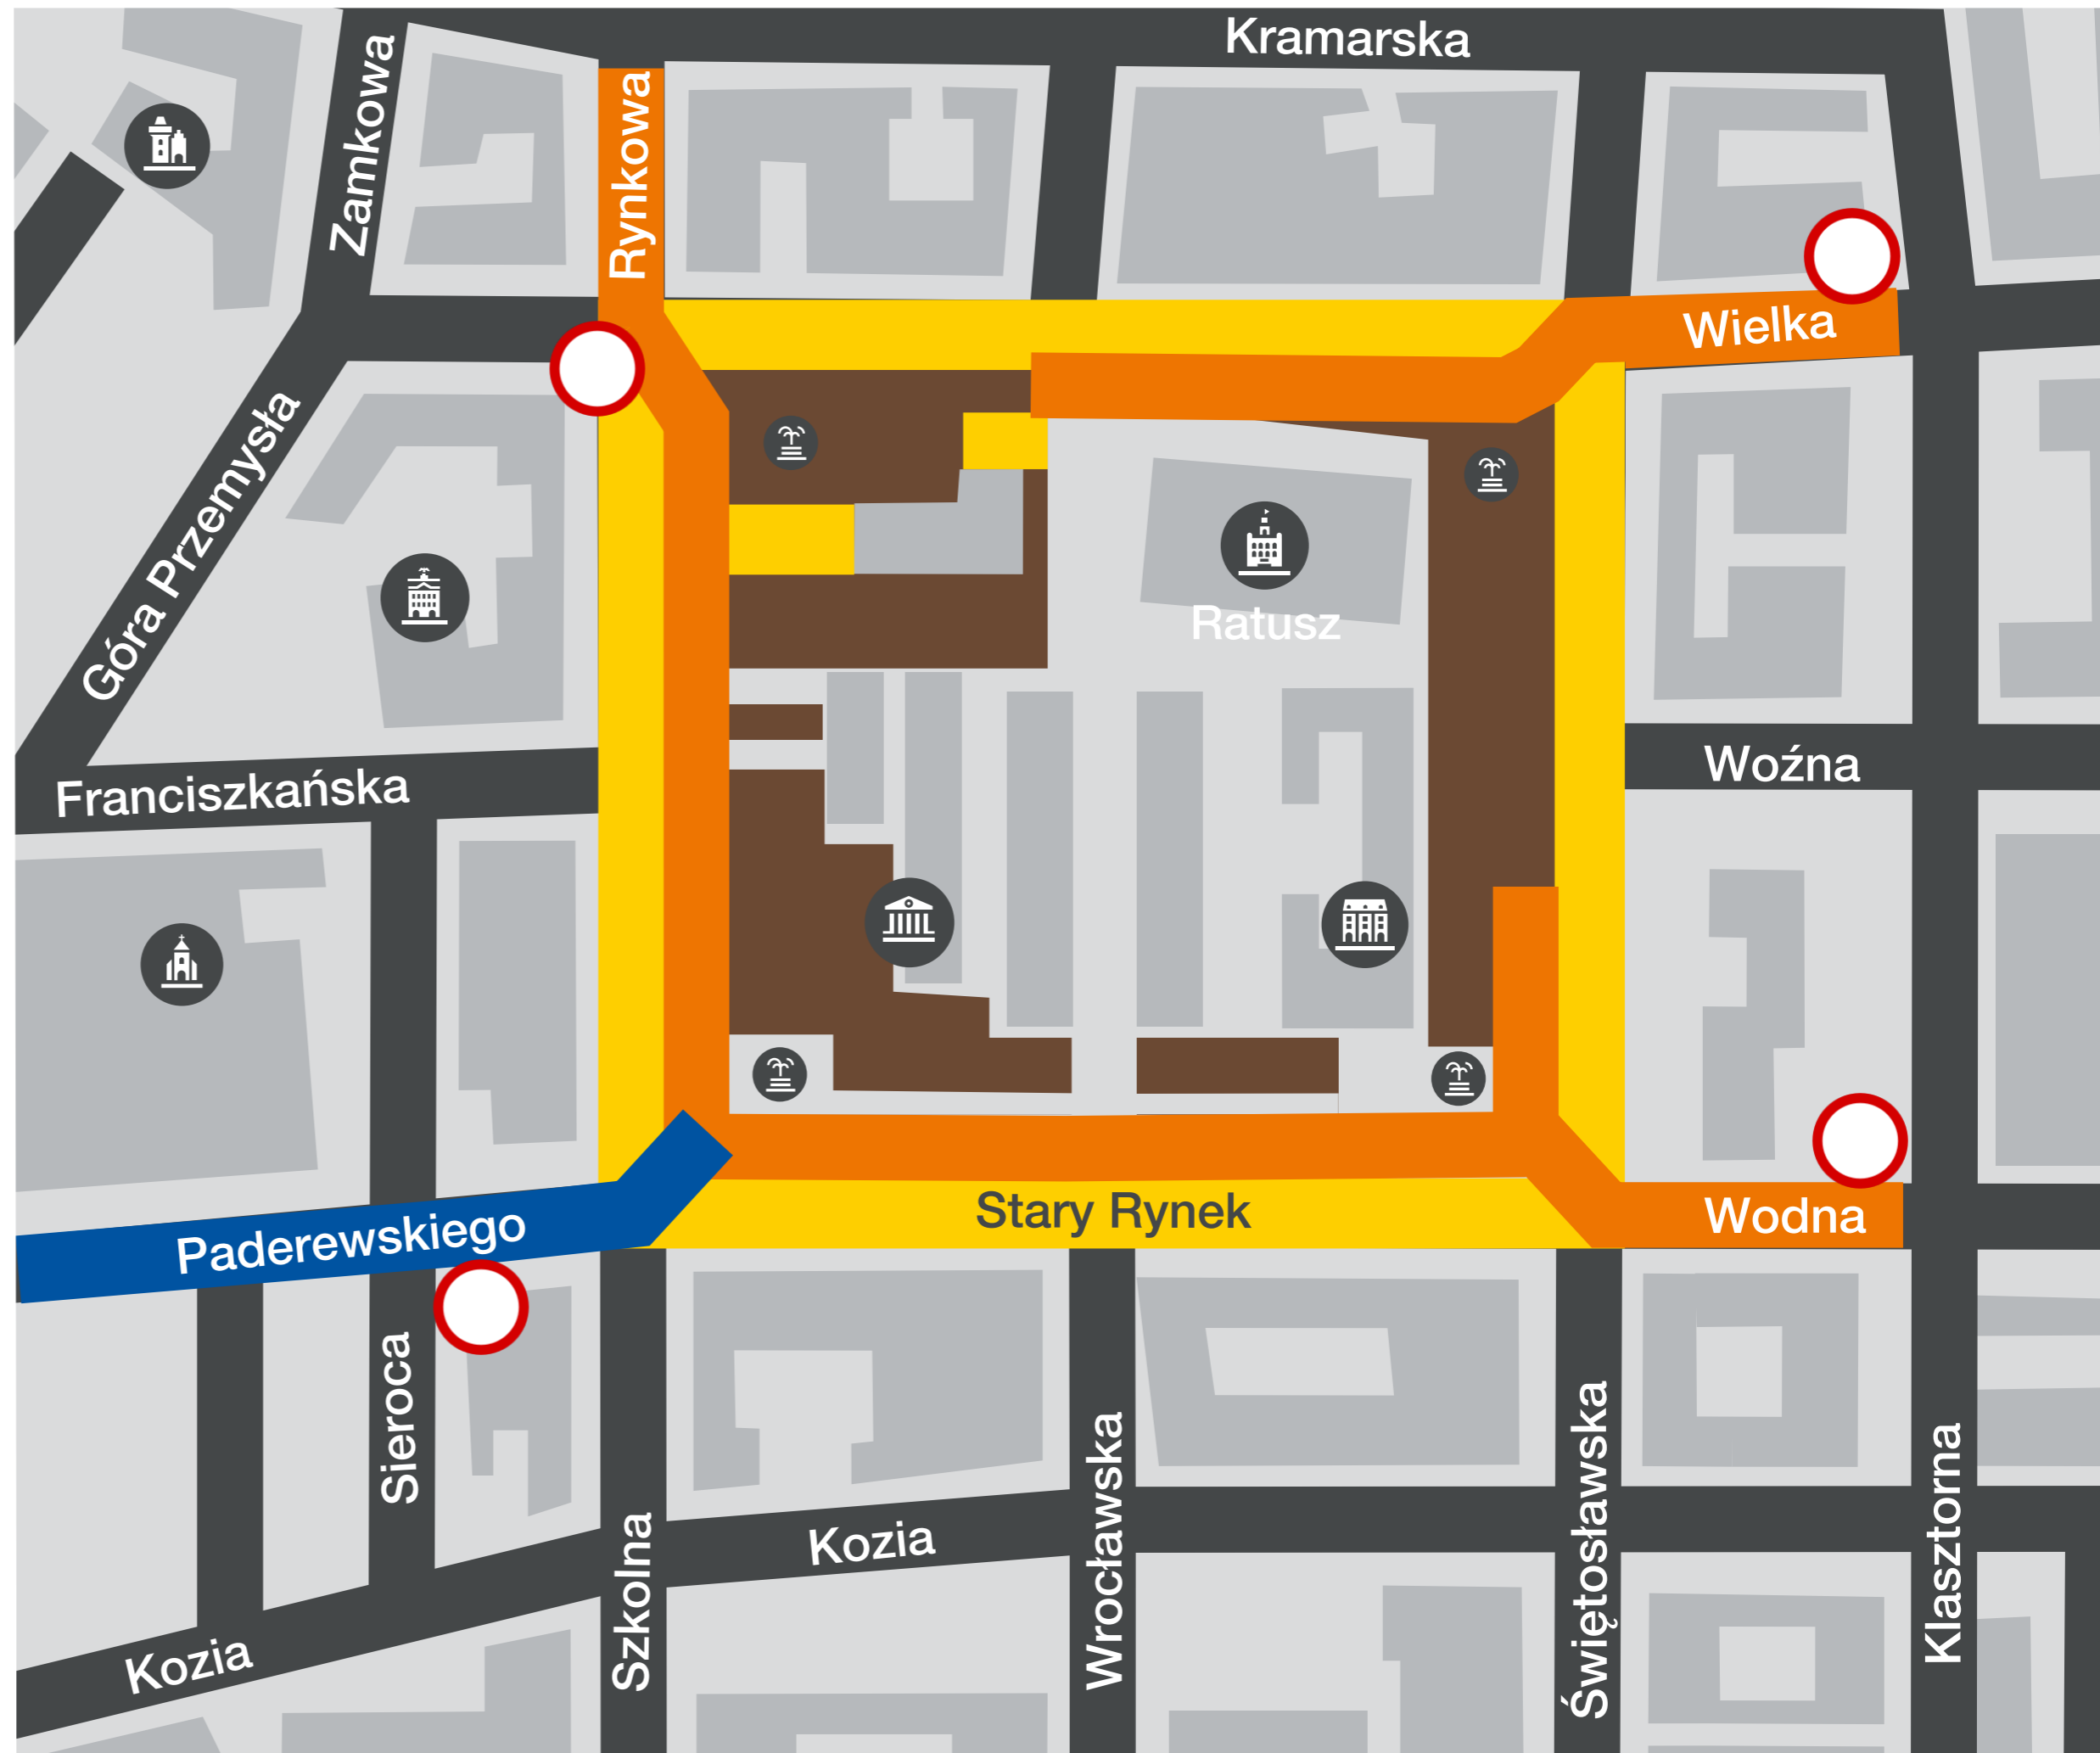 Kramarska
Zamkowa
Rynkowa
Wielka
Góra Przemysła
Ratusz
Franciszkańska
Woźna
Stary Rynek
Wodna
Paderewskiego
Sieroca
Szkolna
Kozia
Wrocławska
Świętosławska
Klasztorna
Kozia